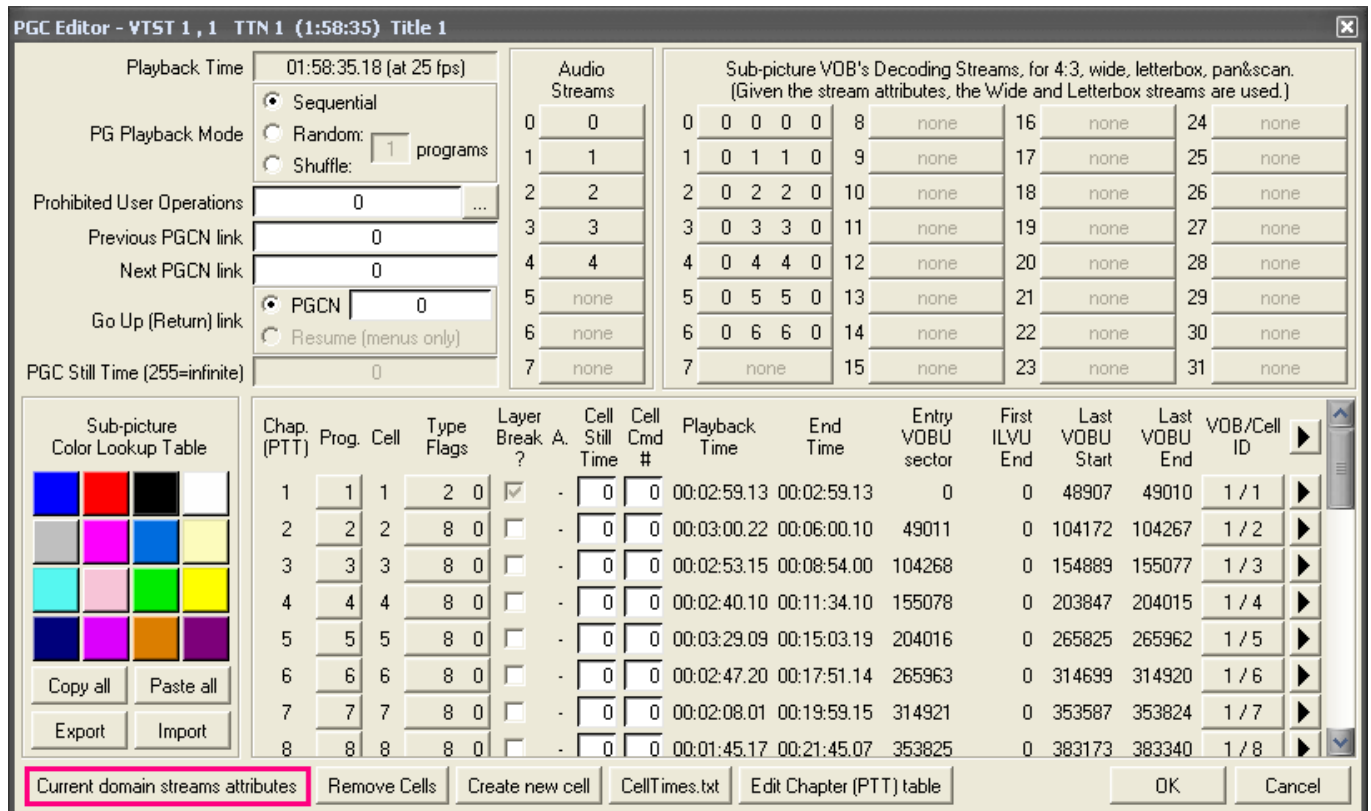 PGC Editor - VTST 1 , 1 TTN 1 (1:58:35) Title 1
Playback Time 01:58:35.18 (at 25 fps)
PG Playback Mode
Sequential
Random:
Shuffle:
1 programs
Prohibited User Operations 0 ...
Previous PGCN link 0
Next PGCN link 0
Go Up (Return) link
PGCN 0
Resume (menus only)
PGC Still Time (255=infinite) 0
Audio
Streams
0 0
1 1
2 2
3 3
4 4
5 none
6 none
7 none
Sub-picture VOB's Decoding Streams, for 4:3, wide, letterbox, pan&scan.
(Given the stream attributes, the Wide and Letterbox streams are used.)
0 0 0 0 0 8 none 16 none 24 none
1 0 1 1 0 9 none 17 none 25 none
2 0 2 2 0 10 none 18 none 26 none
3 0 3 3 0 11 none 19 none 27 none
4 0 4 4 0 12 none 20 none 28 none
5 0 5 5 0 13 none 21 none 29 none
6 0 6 6 0 14 none 22 none 30 none
7 none 15 none 23 none 31 none
Sub-picture
Color Lookup Table
Copy all Paste all
Export Import
Chap. (PTT) Prog. Cell Type Flags Layer Break ? A. Cell Still Time Cell Cmd # Playback Time End Time Entry VOBU sector First ILVU End Last VOBU Start Last VOBU End VOB/Cell ID
1 1 1 2 0 - 0 0 00:02:59.13 00:02:59.13 0 0 48907 49010 1 / 1
2 2 2 8 0 - 0 0 00:03:00.22 00:06:00.10 49011 0 104172 104267 1 / 2
3 3 3 8 0 - 0 0 00:02:53.15 00:08:54.00 104268 0 154889 155077 1 / 3
4 4 4 8 0 - 0 0 00:02:40.10 00:11:34.10 155078 0 203847 204015 1 / 4
5 5 5 8 0 - 0 0 00:03:29.09 00:15:03.19 204016 0 265825 265962 1 / 5
6 6 6 8 0 - 0 0 00:02:47.20 00:17:51.14 265963 0 314699 314920 1 / 6
7 7 7 8 0 - 0 0 00:02:08.01 00:19:59.15 314921 0 353587 353824 1 / 7
8 8 8 8 0 - 0 0 00:01:45.17 00:21:45.07 353825 0 383173 383340 1 / 8
Current domain streams attributes Remove Cells Create new cell CellTimes.txt Edit Chapter (PTT) table OK Cancel